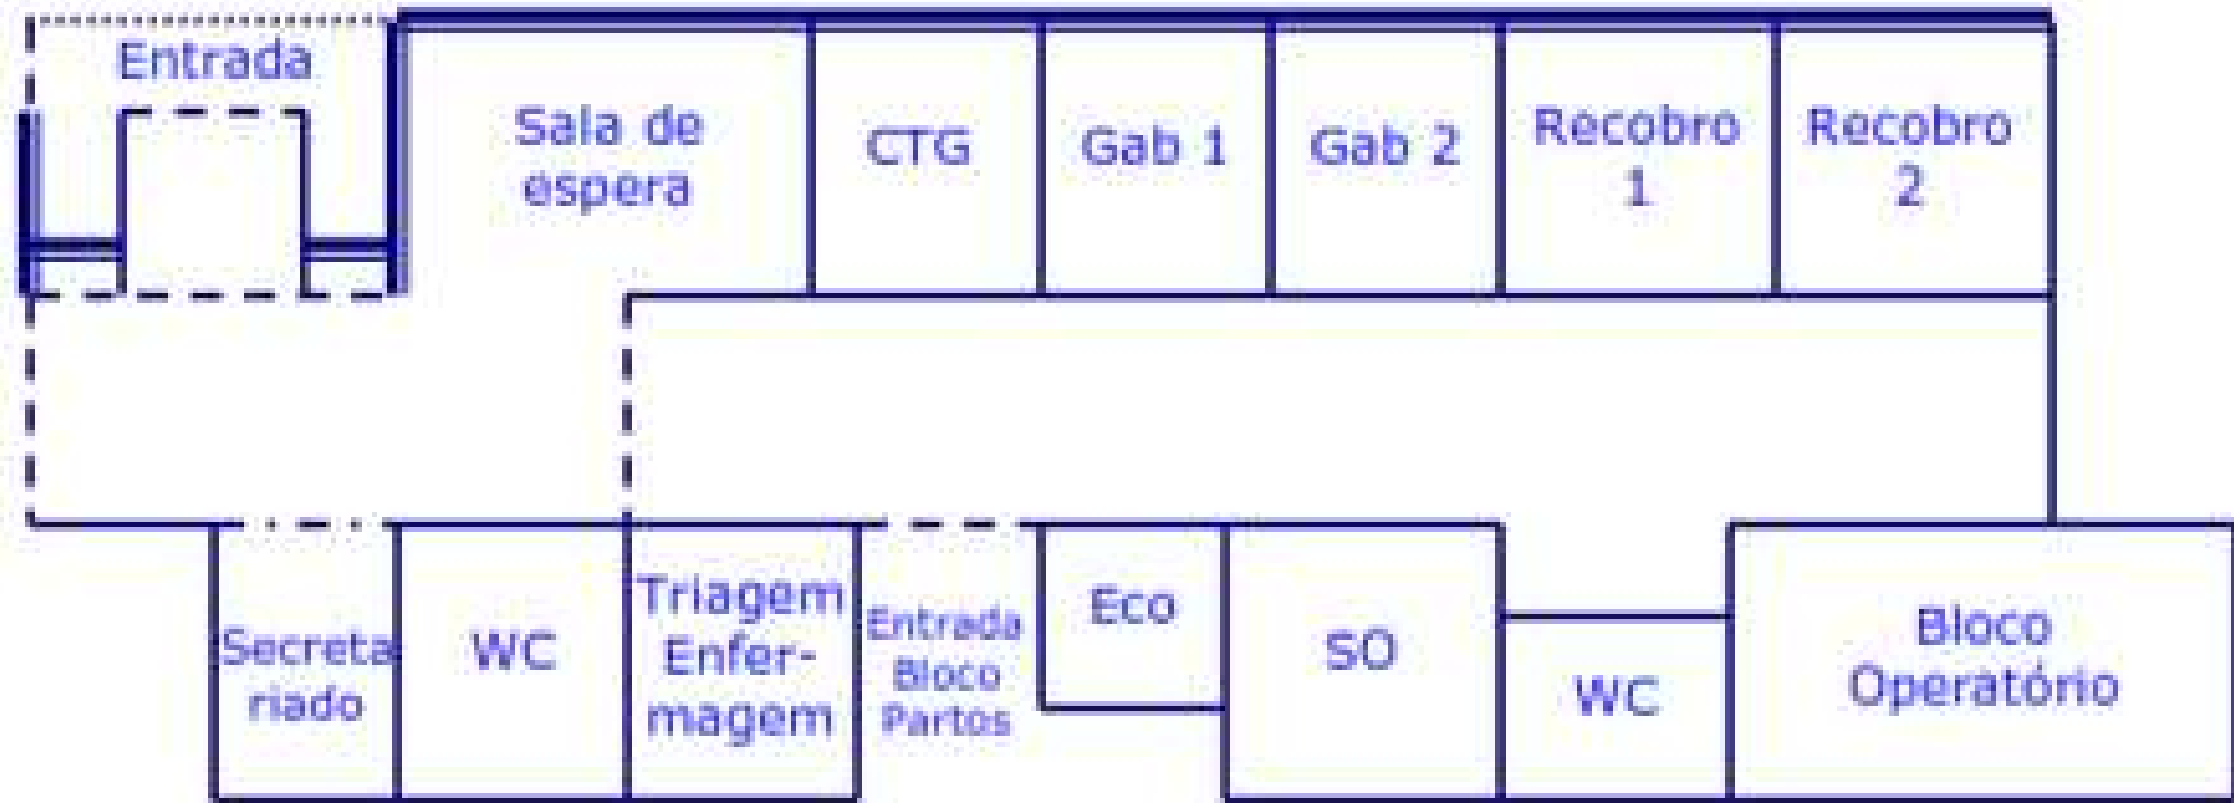 Entrada
Sala de
espera
CTG
Gab 1
Gab 2
Recobro
1
Recobro
2
Secreta
riado
WC
Triagem
Enfer-
magem
Entrada
Bloco
Partos
Eco
SO
WC
Bloco
Operatório